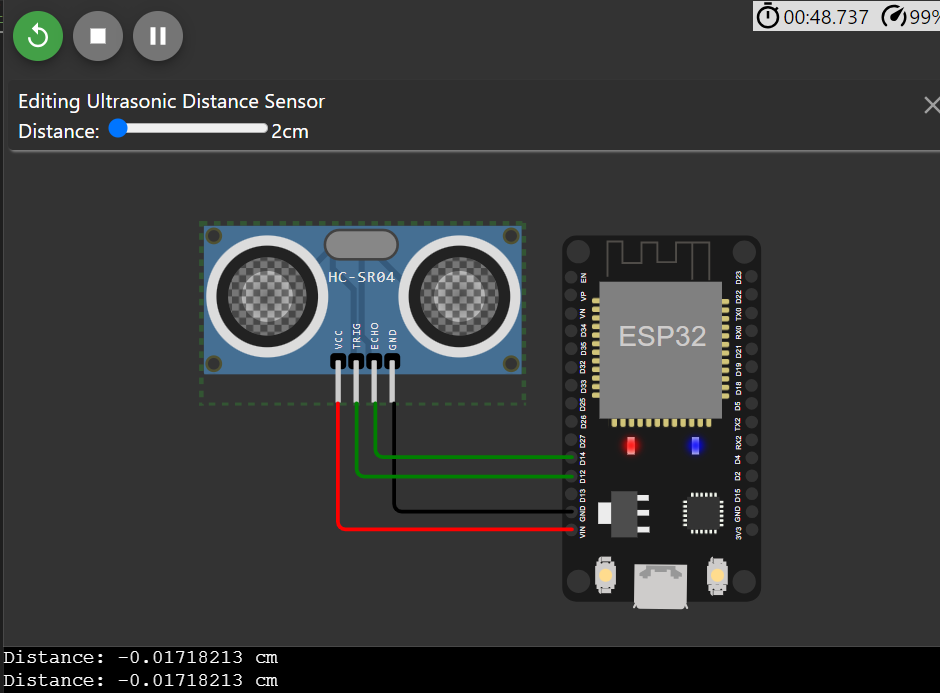 00:48.737 99%
Editing Ultrasonic Distance Sensor
Distance: 2cm
HC-SR04
VCC
TRIG
ECHO
GND
ESP32
EN
VP
VN
D34
D35
D32
D33
D25
D26
D27
D14
D12
D13
GND
VIN
D23
D22
TX0
RX0
D21
D19
D18
D5
TX2
RX2
D4
D2
D15
GND
3V3
Distance: -0.01718213 cm
Distance: -0.01718213 cm